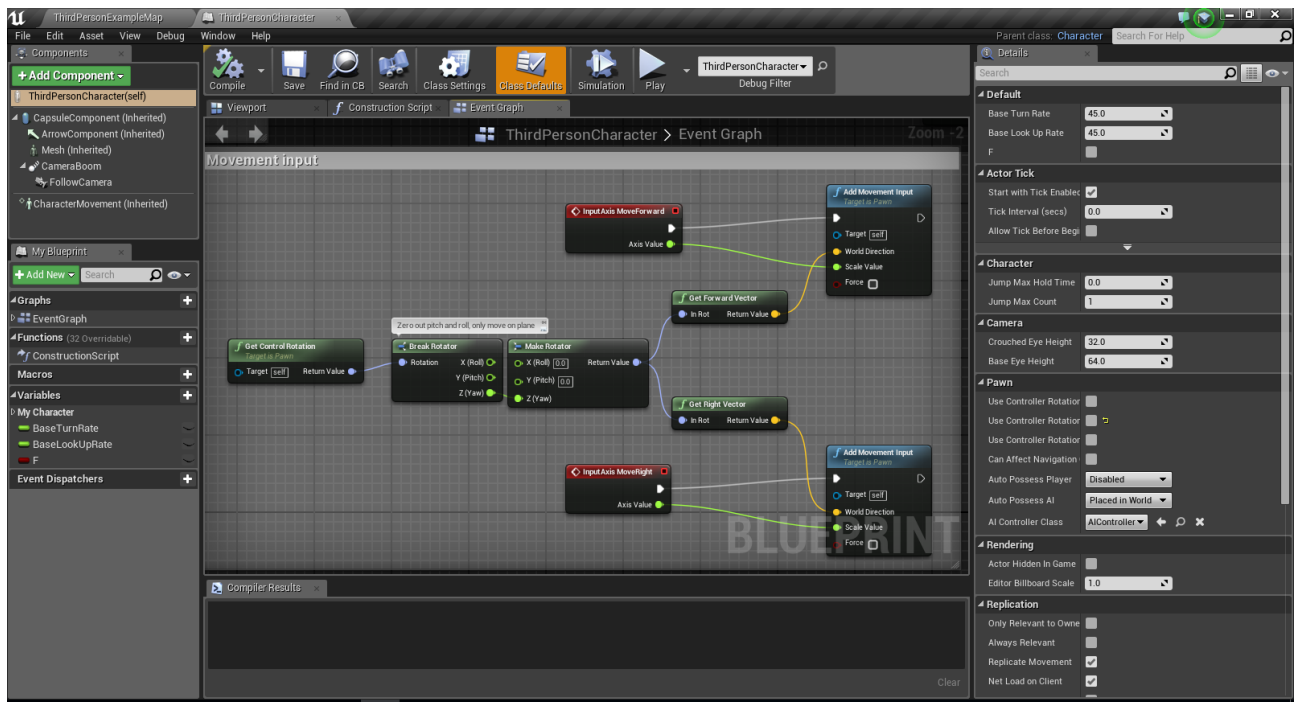 ThirdPersonExampleMap
ThirdPersonCharacter
File Edit Asset View Debug Window Help
Parent class: Character
Search For Help
Components
+Add Component
ThirdPersonCharacter(self)
CapsuleComponent (Inherited)
ArrowComponent (Inherited)
Mesh (Inherited)
CameraBoom
FollowCamera
CharacterMovement (Inherited)
My Blueprint
+Add New
Search
Graphs
EventGraph
Functions (32 Overridable)
ConstructionScript
Macros
Variables
My Character
BaseTurnRate
BaseLookUpRate
F
Event Dispatchers
Compile
Save
Find in CB
Search
Class Settings
Class Defaults
Simulation
Play
ThirdPersonCharacter
Debug Filter
Viewport
Construction Script
Event Graph
ThirdPersonCharacter > Event Graph
Zoom -2
Movement input
InputAxis MoveForward
Axis Value
Add Movement Input
Target is Pawn
Target self
World Direction
Scale Value
Force
Get Forward Vector
In Rot Return Value
Zero out pitch and roll, only move on plane
Get Control Rotation
Target is Pawn
Target self Return Value
Break Rotator
Rotation X (Roll)
Y (Pitch)
Z (Yaw)
Make Rotator
X (Roll) 0.0 Return Value
Y (Pitch) 0.0
Z (Yaw)
Get Right Vector
In Rot Return Value
InputAxis MoveRight
Axis Value
Add Movement Input
Target is Pawn
Target self
World Direction
Scale Value
Force
BLUEPRINT
Compiler Results
Clear
Details
Search
Default
Base Turn Rate 45.0
Base Look Up Rate 45.0
F
Actor Tick
Start with Tick Enabled
Tick Interval (secs) 0.0
Allow Tick Before Begi
Character
Jump Max Hold Time 0.0
Jump Max Count 1
Camera
Crouched Eye Height 32.0
Base Eye Height 64.0
Pawn
Use Controller Rotation
Use Controller Rotation
Use Controller Rotation
Can Affect Navigation
Auto Possess Player Disabled
Auto Possess AI Placed in World
AI Controller Class AIController
Rendering
Actor Hidden In Game
Editor Billboard Scale 1.0
Replication
Only Relevant to Owne
Always Relevant
Replicate Movement
Net Load on Client